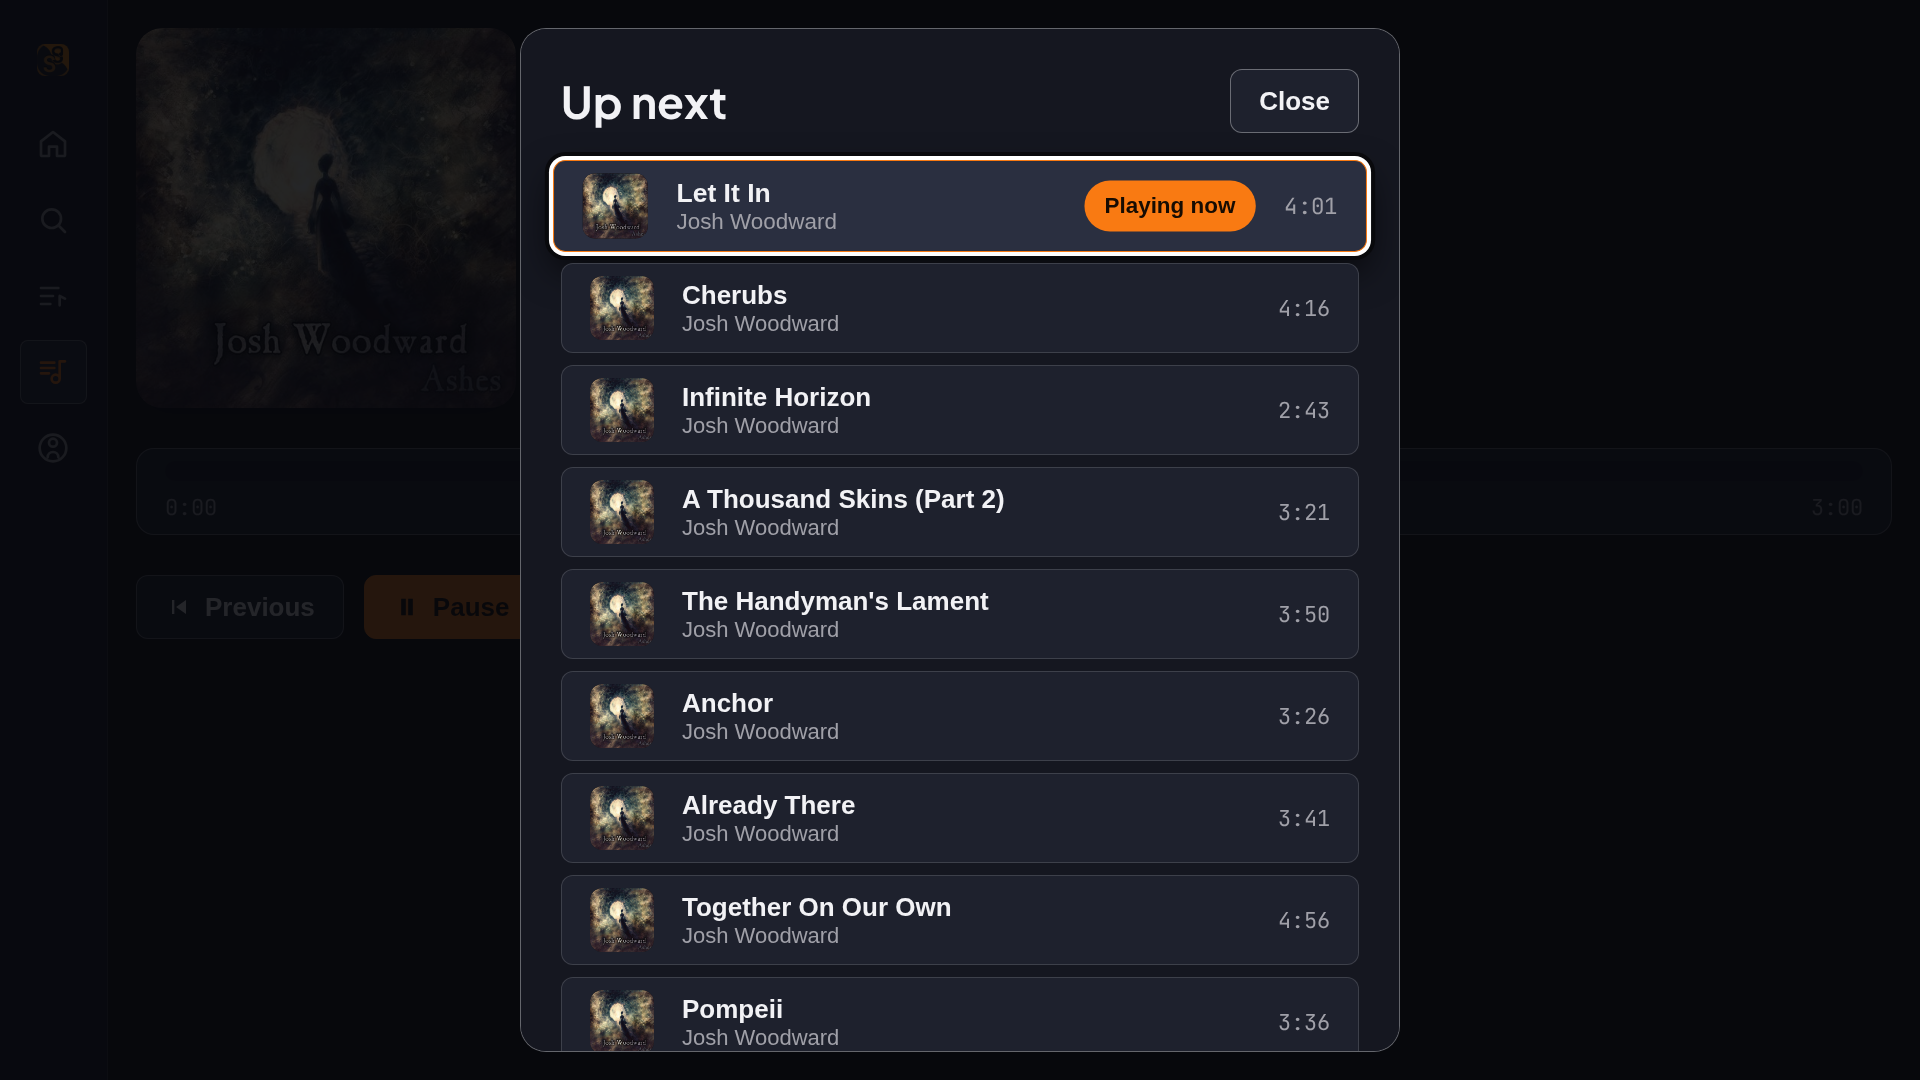 Up next
Close
Let It In
Josh Woodward
Playing now
4:01
Cherubs
Josh Woodward
4:16
Infinite Horizon
Josh Woodward
2:43
A Thousand Skins (Part 2)
Josh Woodward
3:21
The Handyman's Lament
Josh Woodward
3:50
Anchor
Josh Woodward
3:26
Already There
Josh Woodward
3:41
Together On Our Own
Josh Woodward
4:56
Pompeii
Josh Woodward
3:36
Josh Woodward
Ashes
0:00
3:00
Previous
Pause